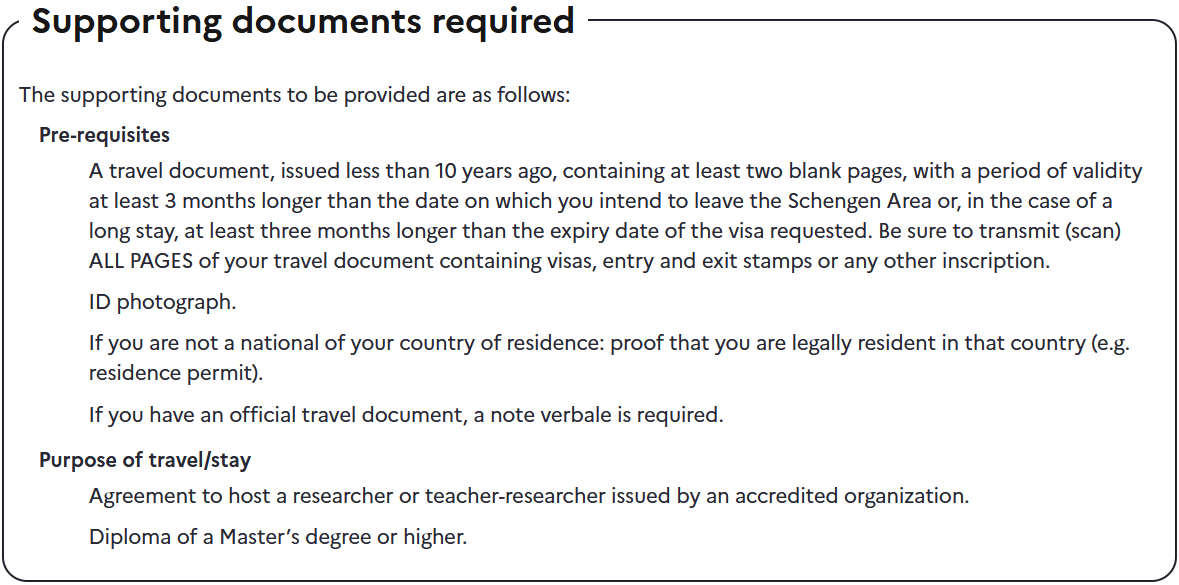 Supporting documents required
The supporting documents to be provided are as follows:
Pre-requisites
A travel document, issued less than 10 years ago, containing at least two blank pages, with a period of validity
at least 3 months longer than the date on which you intend to leave the Schengen Area or, in the case of a
long stay, at least three months longer than the expiry date of the visa requested. Be sure to transmit (scan)
ALL PAGES of your travel document containing visas, entry and exit stamps or any other inscription.
ID photograph.
If you are not a national of your country of residence: proof that you are legally resident in that country (e.g.
residence permit).
If you have an official travel document, a note verbale is required.
Purpose of travel/stay
Agreement to host a researcher or teacher-researcher issued by an accredited organization.
Diploma of a Master’s degree or higher.